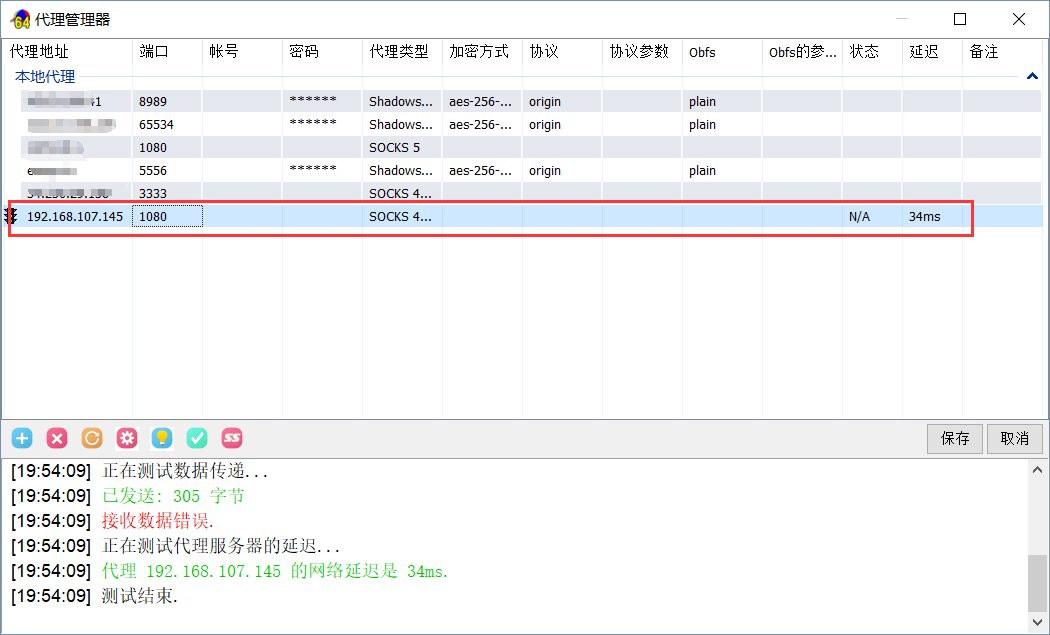 代理管理器
代理地址 端口 帐号 密码 代理类型 加密方式 协议 协议参数 Obfs Obfs的参... 状态 延迟 备注
本地代理
8989 ****** Shadows... aes-256-... origin plain
65534 ****** Shadows... aes-256-... origin plain
1080 SOCKS 5
5556 ****** Shadows... aes-256-... origin plain
3333 SOCKS 4...
192.168.107.145 1080 SOCKS 4... N/A 34ms
SS 保存 取消
[19:54:09] 正在测试数据传递...
[19:54:09] 已发送: 305 字节
[19:54:09] 接收数据错误.
[19:54:09] 正在测试代理服务器的延迟...
[19:54:09] 代理 192.168.107.145 的网络延迟是 34ms.
[19:54:09] 测试结束.